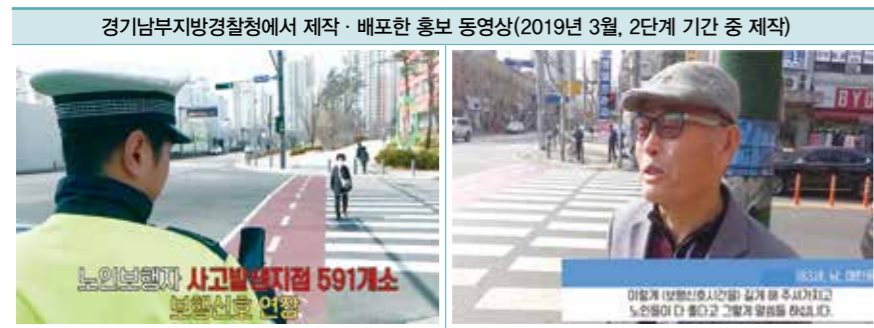 경기남부지방경찰청에서 제작·배포한 홍보 동영상(2019년 3월, 2단계 기간 중 제작)
노인보행자 사고발생지점 591개소
보행신호 연장
BYC
이렇게 (보행신호시간을) 길게 해 주셔가지고
노인들이 다 좋다고 그렇게 말씀들 하십니다.